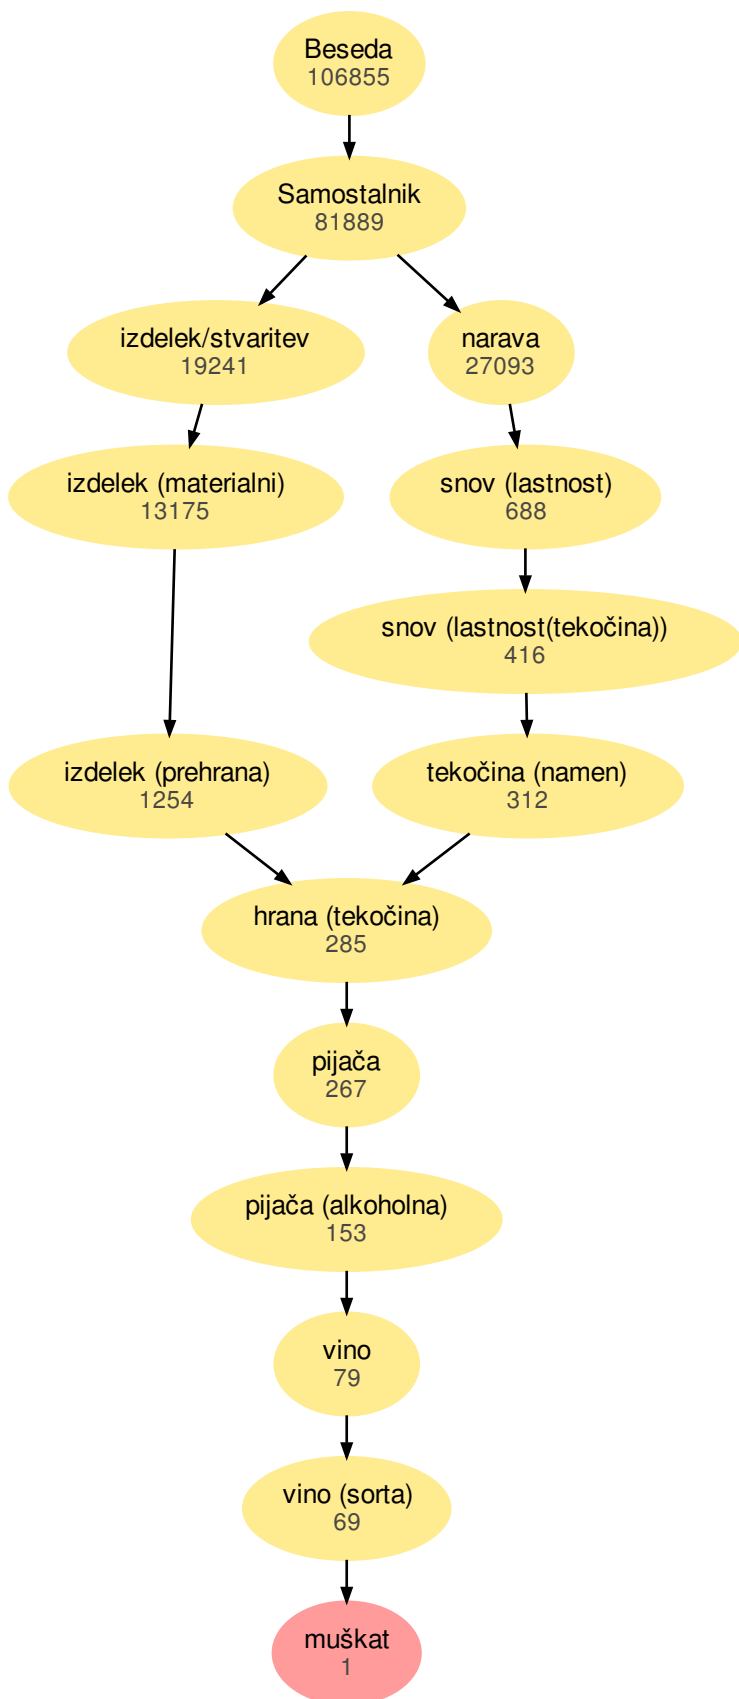 Beseda
106855
Samostalnik
81889
izdelek/stvaritev
19241
narava
27093
izdelek (materialni)
13175
snov (lastnost)
688
snov (lastnost(tekočina))
416
izdelek (prehrana)
1254
tekočina (namen)
312
hrana (tekočina)
285
pijača
267
pijača (alkoholna)
153
vino
79
vino (sorta)
69
muškat
1